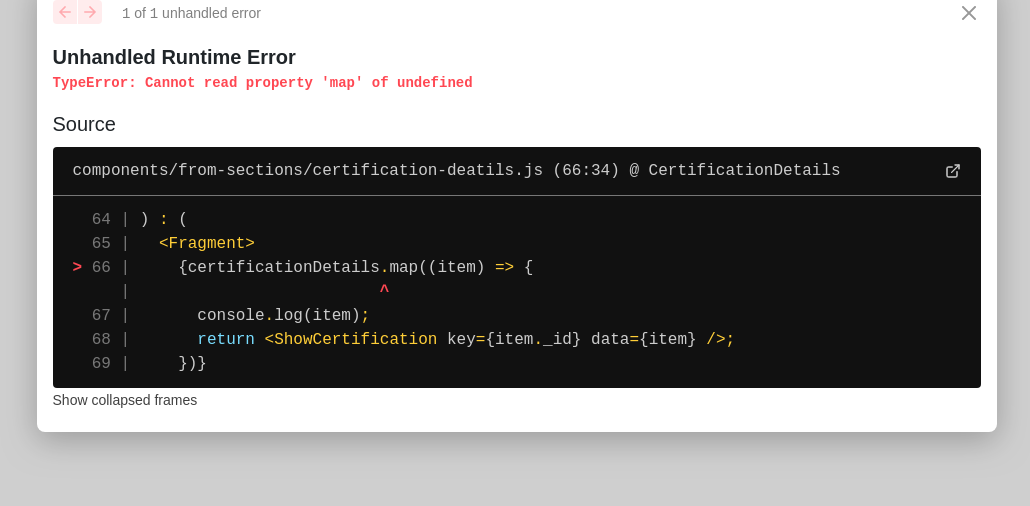 1 of 1 unhandled error
Unhandled Runtime Error
TypeError: Cannot read property 'map' of undefined
Source
components/from-sections/certification-deatils.js (66:34) @ CertificationDetails
64 | ) : (
65 |   <Fragment>
> 66 |     {certificationDetails.map((item) => {
|                          ^
67 |       console.log(item);
68 |       return <ShowCertification key={item._id} data={item} />;
69 |     })}
Show collapsed frames